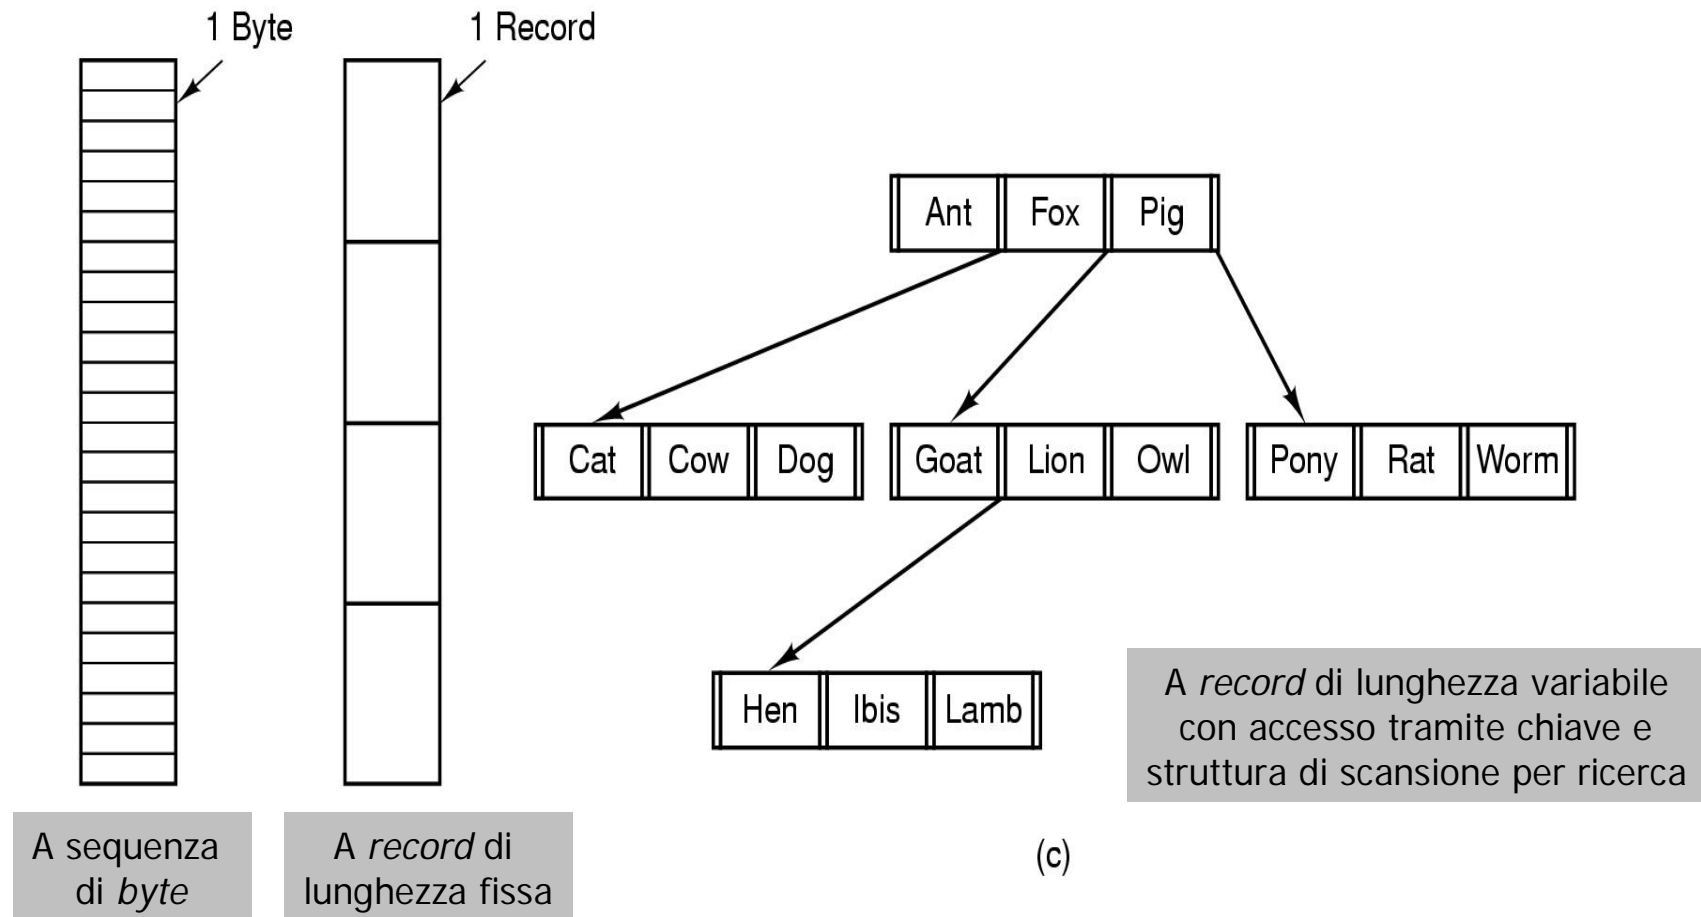 1 Byte
1 Record
Ant Fox Pig
Cat Cow Dog
Goat Lion Owl
Pony Rat Worm
Hen Ibis Lamb
A record di lunghezza variabile
con accesso tramite chiave e
struttura di scansione per ricerca
A sequenza
di byte
A record di
lunghezza fissa
(c)